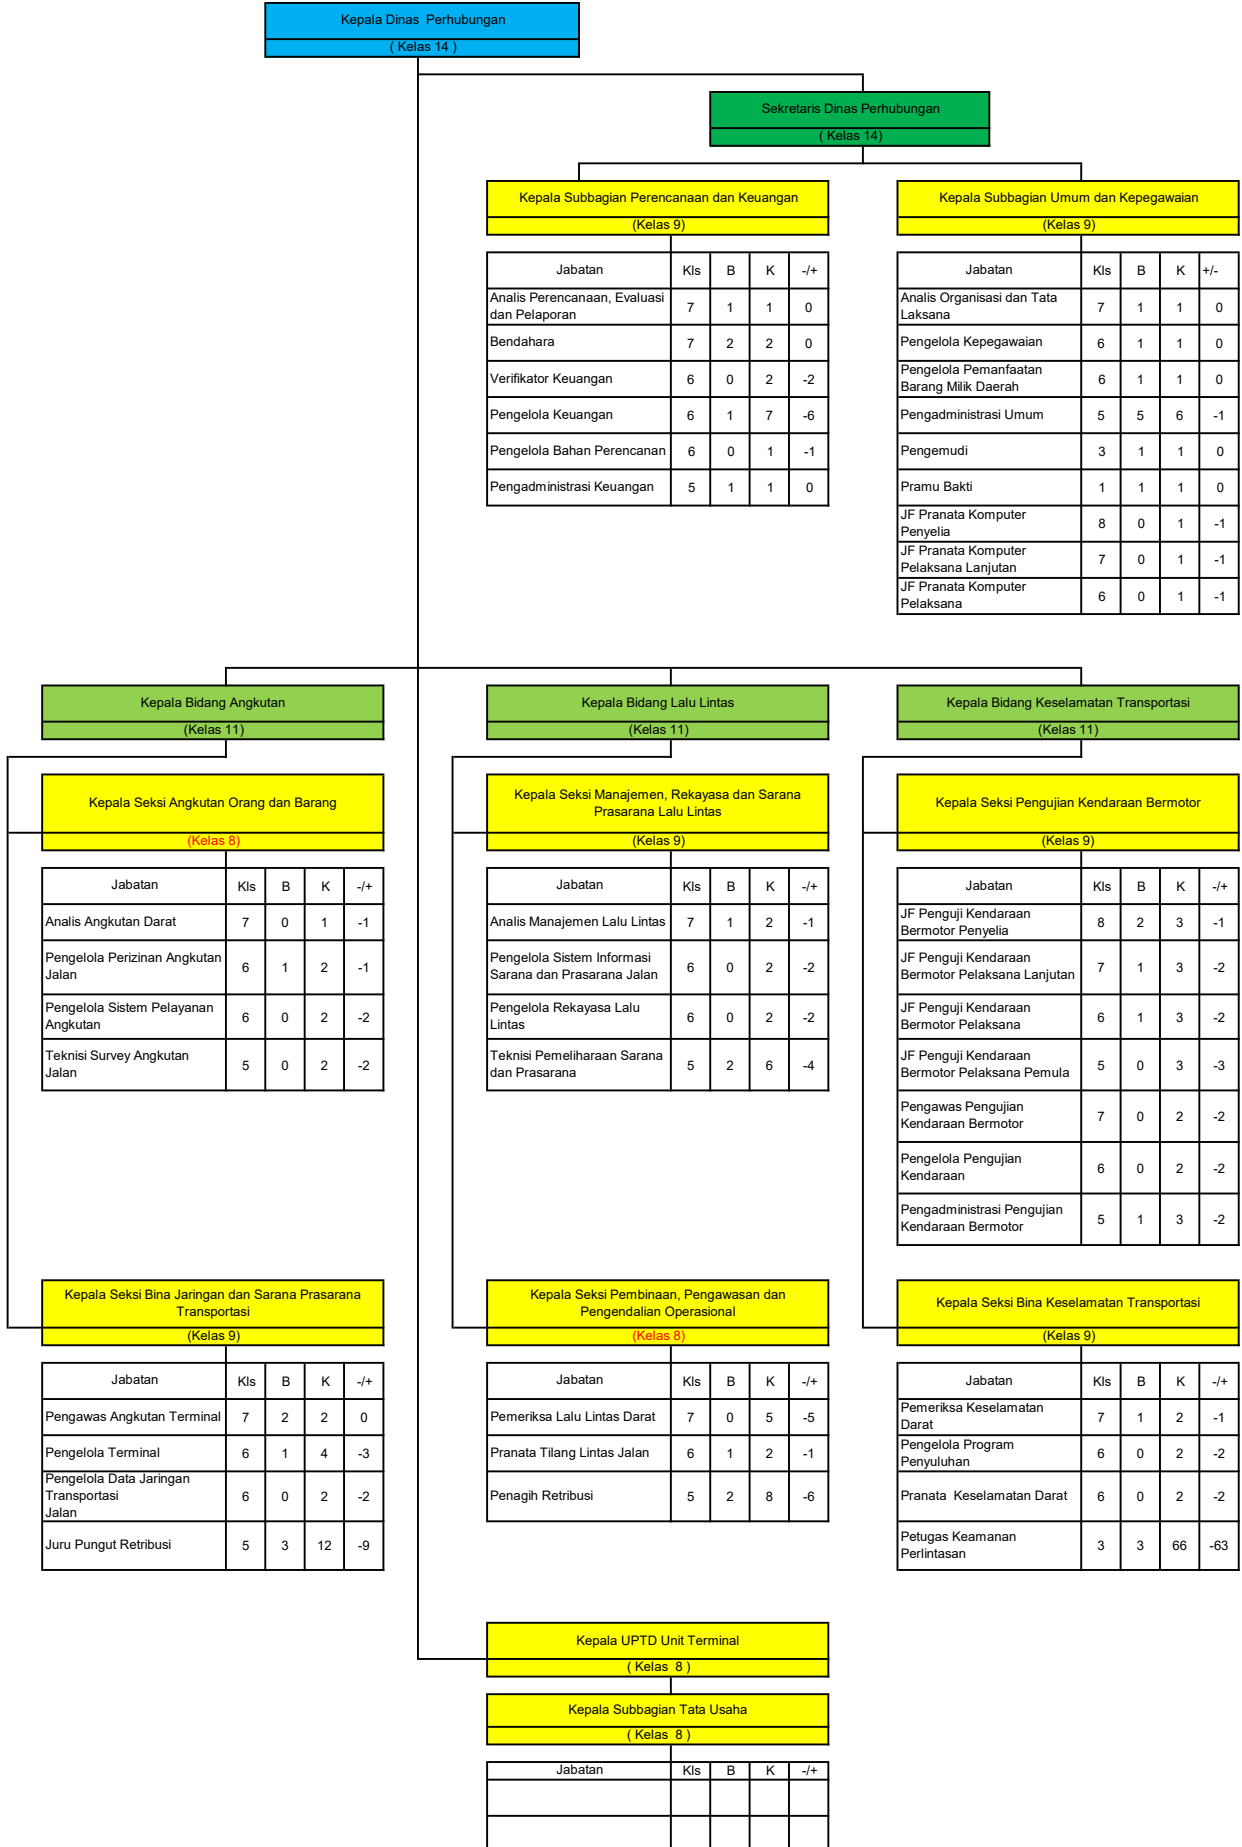 Kepala Dinas  Perhubungan
( Kelas 14 )
Sekretaris Dinas Perhubungan
( Kelas 14)
Kepala Subbagian Perencanaan dan Keuangan
(Kelas 9)
Jabatan Kls B K -/+
Analis Perencanaan, Evaluasi
dan Pelaporan 7 1 1 0
Bendahara 7 2 2 0
Verifikator Keuangan 6 0 2 -2
Pengelola Keuangan 6 1 7 -6
Pengelola Bahan Perencanan 6 0 1 -1
Pengadministrasi Keuangan 5 1 1 0
Kepala Subbagian Umum dan Kepegawaian
(Kelas 9)
Jabatan Kls B K +/-
Analis Organisasi dan Tata
Laksana 7 1 1 0
Pengelola Kepegawaian 6 1 1 0
Pengelola Pemanfaatan
Barang Milik Daerah 6 1 1 0
Pengadministrasi Umum 5 5 6 -1
Pengemudi 3 1 1 0
Pramu Bakti 1 1 1 0
JF Pranata Komputer
Penyelia 8 0 1 -1
JF Pranata Komputer
Pelaksana Lanjutan 7 0 1 -1
JF Pranata Komputer
Pelaksana 6 0 1 -1
Kepala Bidang Angkutan
(Kelas 11)
Kepala Seksi Angkutan Orang dan Barang
(Kelas 8)
Jabatan Kls B K -/+
Analis Angkutan Darat 7 0 1 -1
Pengelola Perizinan Angkutan
Jalan 6 1 2 -1
Pengelola Sistem Pelayanan
Angkutan 6 0 2 -2
Teknisi Survey Angkutan
Jalan 5 0 2 -2
Kepala Seksi Bina Jaringan dan Sarana Prasarana
Transportasi
(Kelas 9)
Jabatan Kls B K -/+
Pengawas Angkutan Terminal 7 2 2 0
Pengelola Terminal 6 1 4 -3
Pengelola Data Jaringan
Transportasi
Jalan 6 0 2 -2
Juru Pungut Retribusi 5 3 12 -9
Kepala Bidang Lalu Lintas
(Kelas 11)
Kepala Seksi Manajemen, Rekayasa dan Sarana
Prasarana Lalu Lintas
(Kelas 9)
Jabatan Kls B K -/+
Analis Manajemen Lalu Lintas 7 1 2 -1
Pengelola Sistem Informasi
Sarana dan Prasarana Jalan 6 0 2 -2
Pengelola Rekayasa Lalu
Lintas 6 0 2 -2
Teknisi Pemeliharaan Sarana
dan Prasarana 5 2 6 -4
Kepala Seksi Pembinaan, Pengawasan dan
Pengendalian Operasional
(Kelas 8)
Jabatan Kls B K -/+
Pemeriksa Lalu Lintas Darat 7 0 5 -5
Pranata Tilang Lintas Jalan 6 1 2 -1
Penagih Retribusi 5 2 8 -6
Kepala Bidang Keselamatan Transportasi
(Kelas 11)
Kepala Seksi Pengujian Kendaraan Bermotor
(Kelas 9)
Jabatan Kls B K -/+
JF Penguji Kendaraan
Bermotor Penyelia 8 2 3 -1
JF Penguji Kendaraan
Bermotor Pelaksana Lanjutan 7 1 3 -2
JF Penguji Kendaraan
Bermotor Pelaksana 6 1 3 -2
JF Penguji Kendaraan
Bermotor Pelaksana Pemula 5 0 3 -3
Pengawas Pengujian
Kendaraan Bermotor 7 0 2 -2
Pengelola Pengujian
Kendaraan 6 0 2 -2
Pengadministrasi Pengujian
Kendaraan Bermotor 5 1 3 -2
Kepala Seksi Bina Keselamatan Transportasi
(Kelas 9)
Jabatan Kls B K -/+
Pemeriksa Keselamatan
Darat 7 1 2 -1
Pengelola Program
Penyuluhan 6 0 2 -2
Pranata  Keselamatan Darat 6 0 2 -2
Petugas Keamanan
Perlintasan 3 3 66 -63
Kepala UPTD Unit Terminal
( Kelas  8 )
Kepala Subbagian Tata Usaha
( Kelas  8 )
Jabatan Kls B K -/+